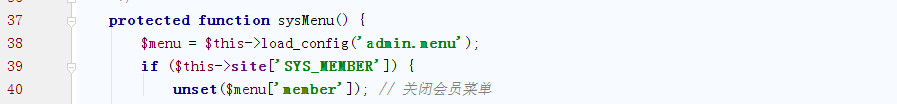 37 protected function sysMenu() {
38 $menu = $this->load_config('admin.menu');
39 if ($this->site['SYS_MEMBER']) {
40 unset($menu['member']); // 关闭会员菜单